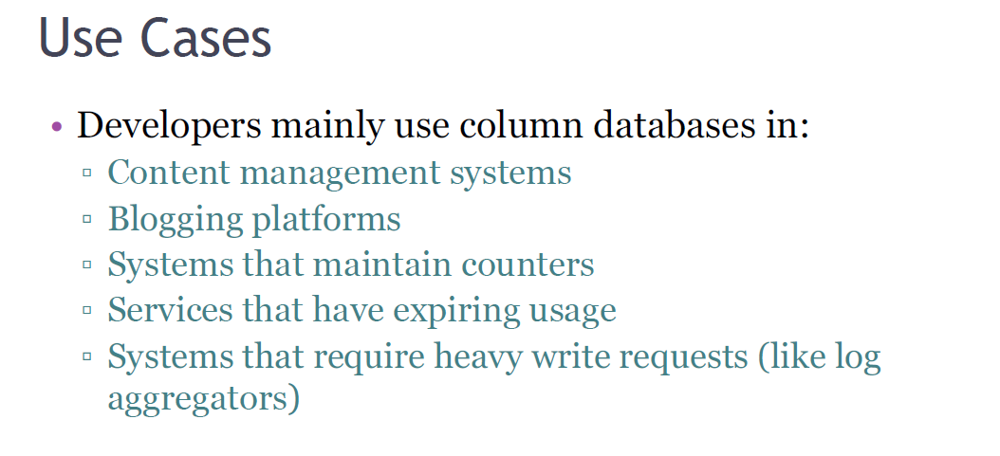 Use Cases
• Developers mainly use column databases in:
▫ Content management systems
▫ Blogging platforms
▫ Systems that maintain counters
▫ Services that have expiring usage
▫ Systems that require heavy write requests (like log
aggregators)